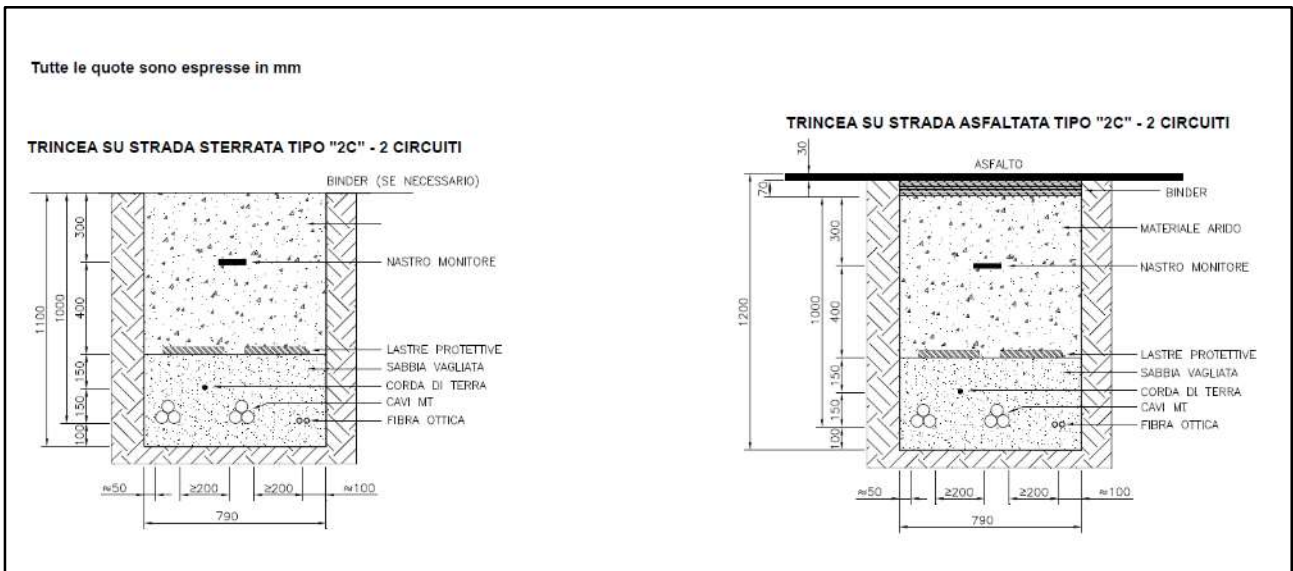 Tutte le quote sono espresse in mm
TRINCEA SU STRADA STERRATA TIPO "2C" - 2 CIRCUITI
BINDER (SE NECESSARIO)
300
NASTRO MONITORE
400
1000
1100
LASTRE PROTETTIVE
SABBIA VAGLIATA
150
CORDA DI TERRA
CAVI MT
150
FIBRA OTTICA
100
≈50
≥200
≥200
≈100
790
TRINCEA SU STRADA ASFALTATA TIPO "2C" - 2 CIRCUITI
30
ASFALTO
70
BINDER
300
MATERIALE ARIDO
NASTRO MONITORE
400
1000
1200
LASTRE PROTETTIVE
SABBIA VAGLIATA
150
CORDA DI TERRA
CAVI MT
150
FIBRA OTTICA
100
≈50
≥200
≥200
≈100
790